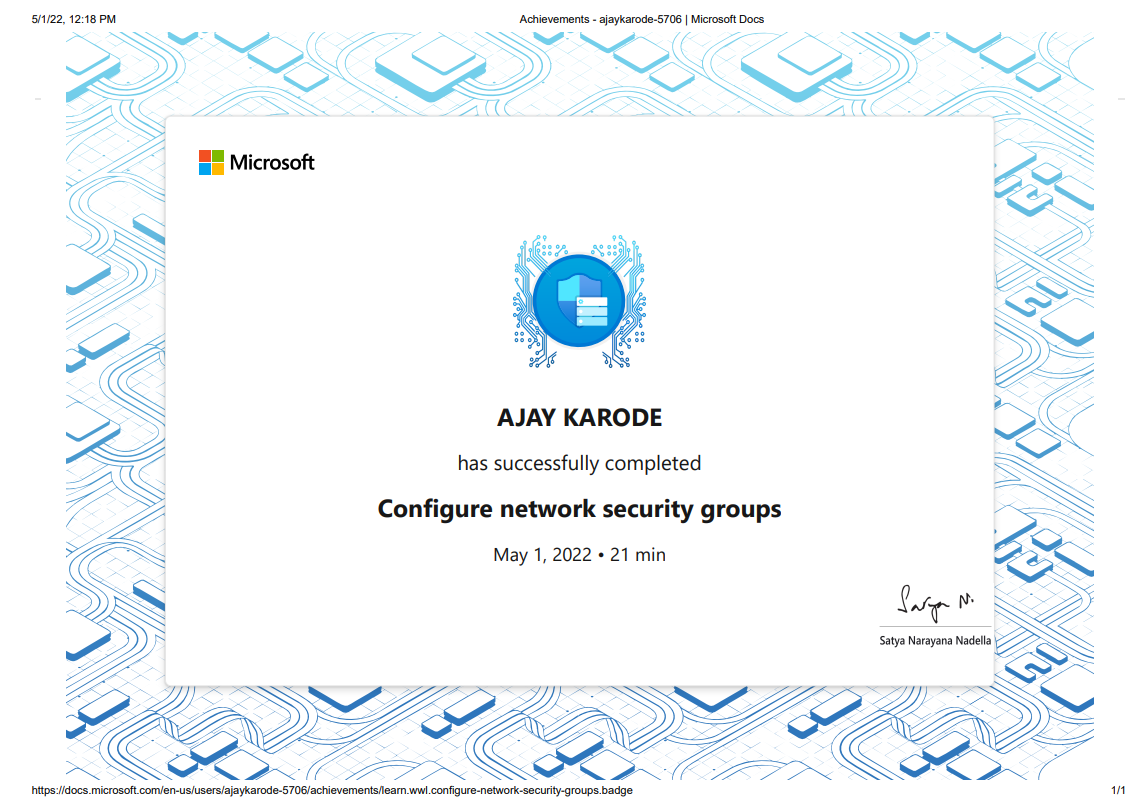 5/1/22, 12:18 PM
Achievements - ajaykarode-5706 | Microsoft Docs
Microsoft
AJAY KARODE
has successfully completed
Configure network security groups
May 1, 2022 • 21 min
Satya N.
Satya Narayana Nadella
https://docs.microsoft.com/en-us/users/ajaykarode-5706/achievements/learn.wwl.configure-network-security-groups.badge
1/1